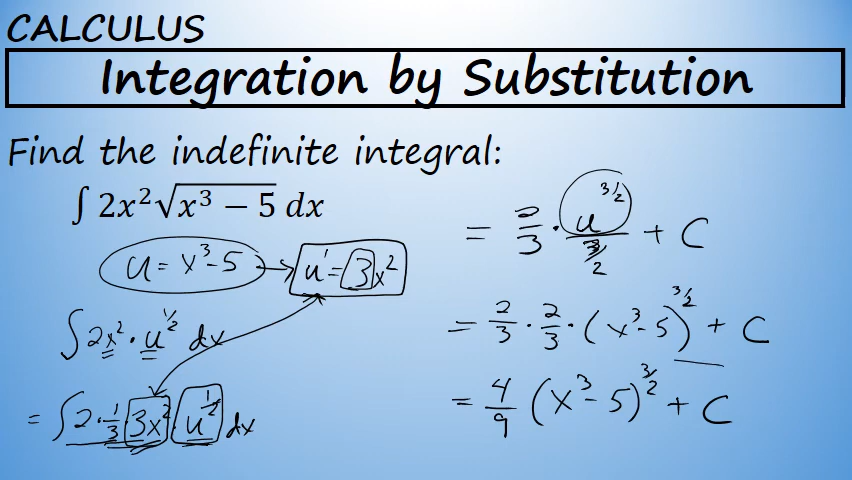 CALCULUS
Integration by Substitution
Find the indefinite integral:
∫ 2x²√(x³ − 5) dx
u = x³ - 5 → u' = 3x²
∫ 2x² · u^(1/2) dx
= ∫ 2 · 1/3 3x² · u^(1/2) dx
= 2/3 · u^(3/2) / (3/2) + C
= 2/3 · 2/3 · (x³ - 5)^(3/2) + C
= 4/9 (x³ - 5)^(3/2) + C